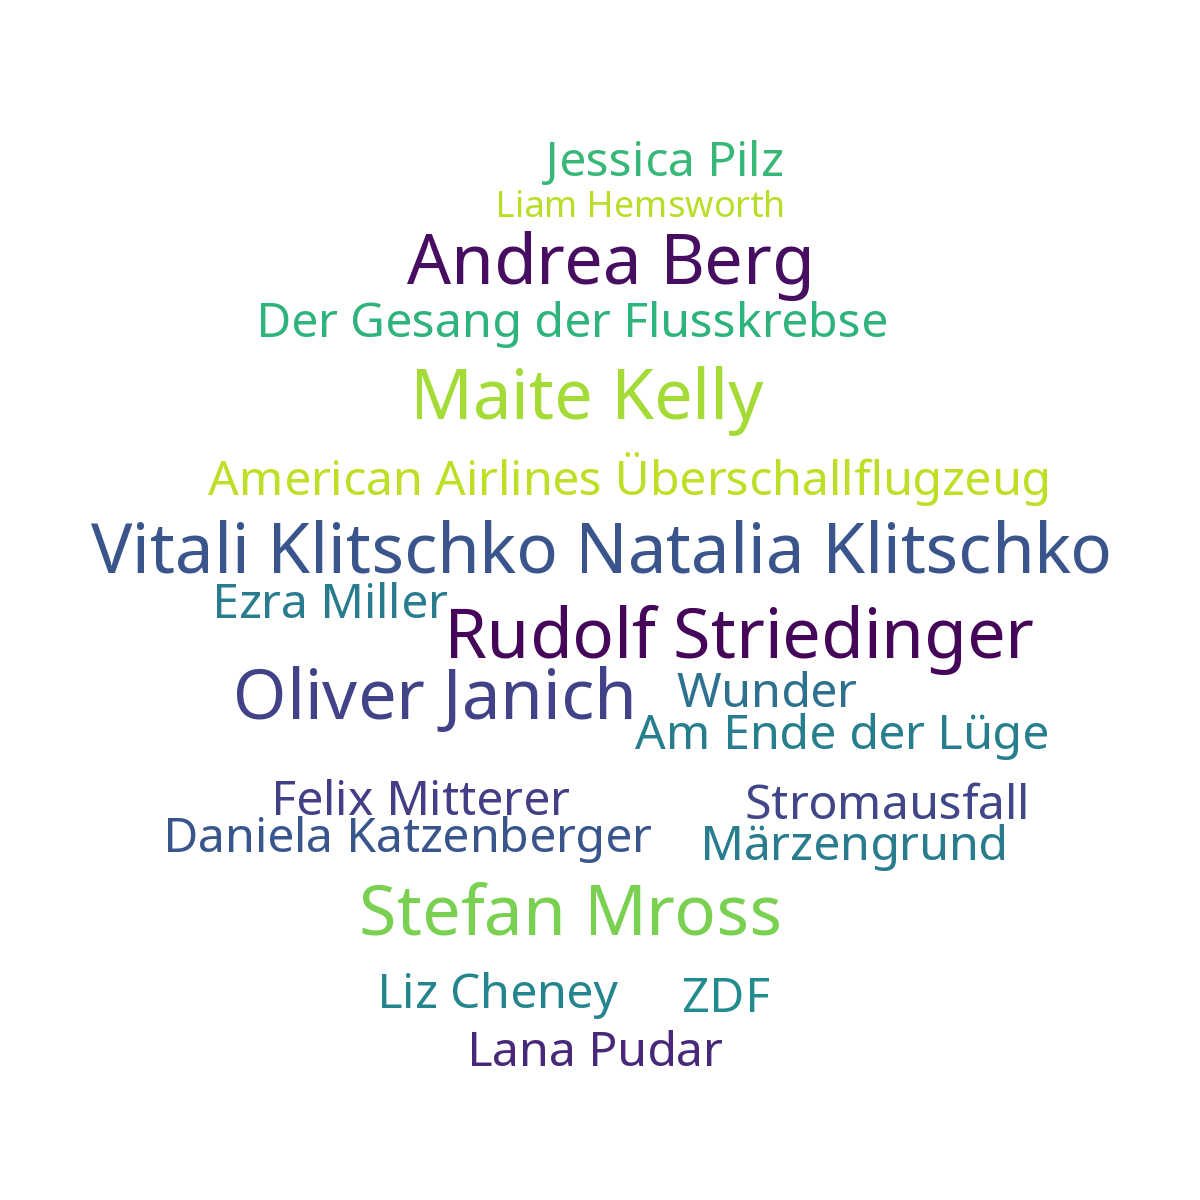 Jessica Pilz
Liam Hemsworth
Andrea Berg
Der Gesang der Flusskrebse
Maite Kelly
American Airlines Überschallflugzeug
Vitali Klitschko Natalia Klitschko
Ezra Miller
Rudolf Striedinger
Oliver Janich
Wunder
Am Ende der Lüge
Felix Mitterer
Stromausfall
Daniela Katzenberger
Märzengrund
Stefan Mross
Liz Cheney
ZDF
Lana Pudar